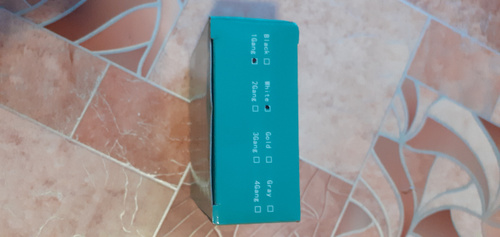 Black □ White ■ Gold □ Gray □
1Gang ■ 2Gang □ 3Gang □ 4Gang □